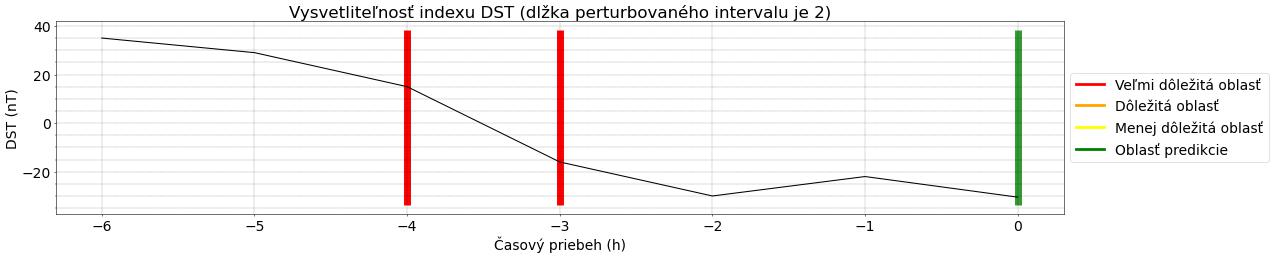 Vysvetliteľnosť indexu DST (dĺžka perturbovaného intervalu je 2)
40
20
0
−20
DST (nT)
−6 −5 −4 −3 −2 −1 0
Časový priebeh (h)
Veľmi dôležitá oblasť
Dôležitá oblasť
Menej dôležitá oblasť
Oblasť predikcie